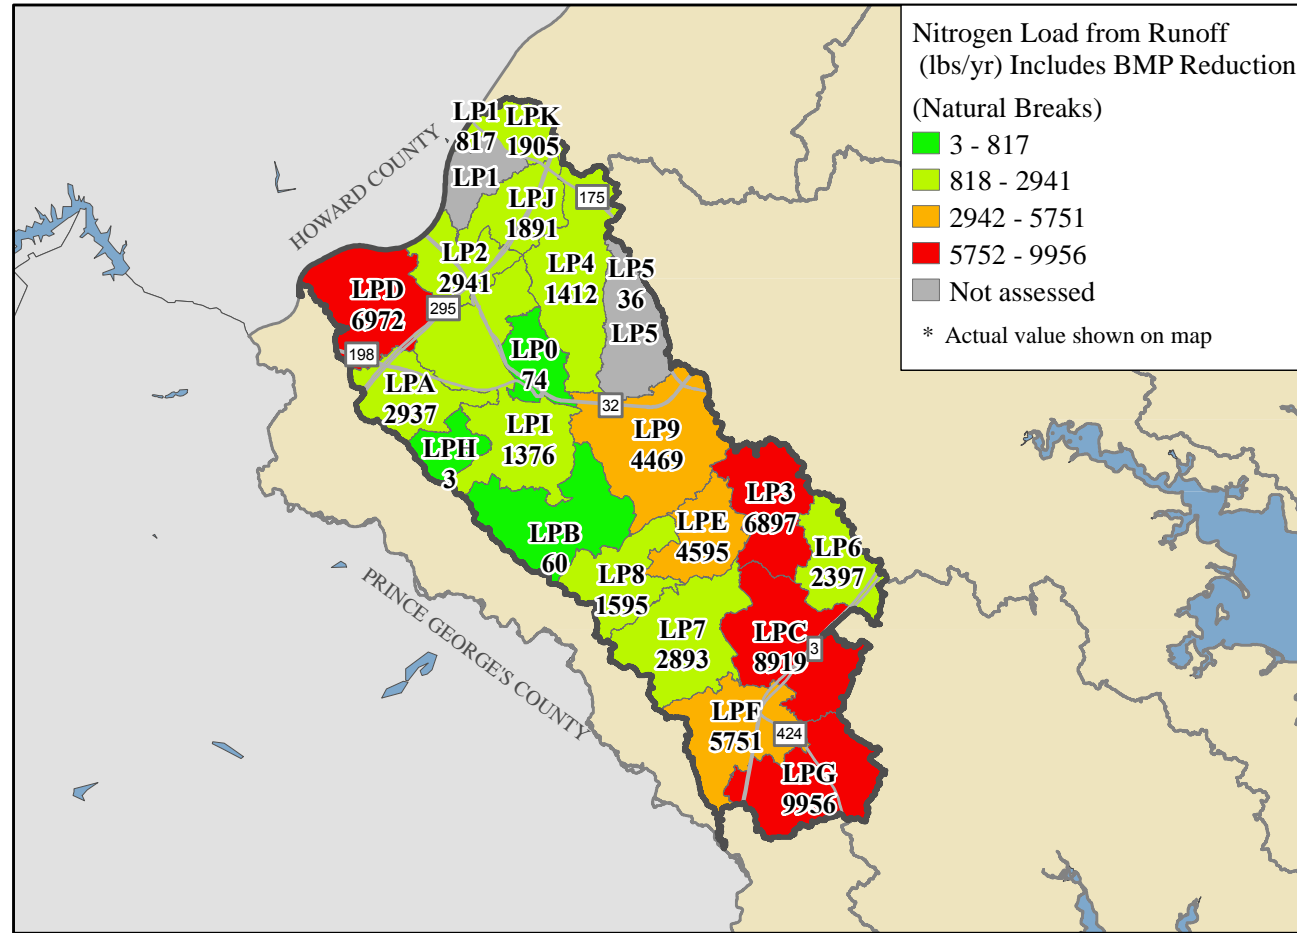 Nitrogen Load from Runoff
(lbs/yr) Includes BMP Reduction
(Natural Breaks)
3 - 817
818 - 2941
2942 - 5751
5752 - 9956
Not assessed
* Actual value shown on map
HOWARD COUNTY
PRINCE GEORGE'S COUNTY
LP1
817
LPK
1905
LP1
175
LPJ
1891
LP2
2941
LP4
1412
LP5
36
LP5
LPD
6972
295
198
LP0
74
LPA
2937
32
LPI
1376
LP9
4469
LPH
3
LP3
6897
LPB
60
LPE
4595
LP6
2397
LP8
1595
LP7
2893
LPC
8919
3
LPF
5751
424
LPG
9956